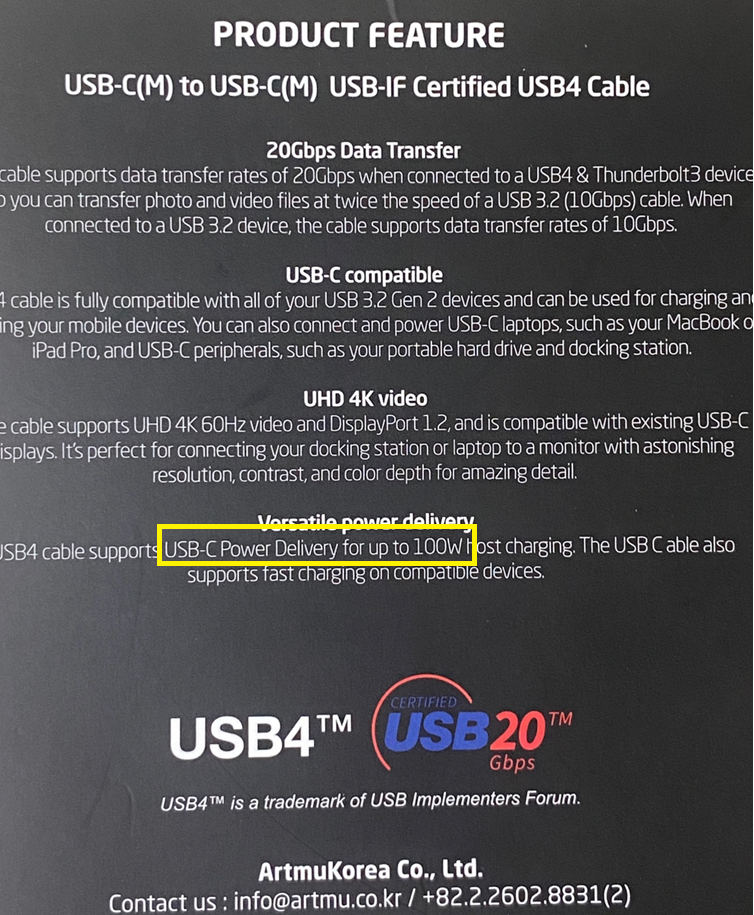 PRODUCT FEATURE
USB-C(M) to USB-C(M) USB-IF Certified USB4 Cable
20Gbps Data Transfer
cable supports data transfer rates of 20Gbps when connected to a USB4 & Thunderbolt3 device
you can transfer photo and video files at twice the speed of a USB 3.2 (10Gbps) cable. When
connected to a USB 3.2 device, the cable supports data transfer rates of 10Gbps.
USB-C compatible
4 cable is fully compatible with all of your USB 3.2 Gen 2 devices and can be used for charging an
ing your mobile devices. You can also connect and power USB-C laptops, such as your MacBook o
iPad Pro, and USB-C peripherals, such as your portable hard drive and docking station.
UHD 4K video
e cable supports UHD 4K 60Hz video and DisplayPort 1.2, and is compatible with existing USB-C
isplays. It's perfect for connecting your docking station or laptop to a monitor with astonishing
resolution, contrast, and color depth for amazing detail.
Versatile power delivery
USB4 cable supports USB-C Power Delivery for up to 100W host charging. The USB C able also
supports fast charging on compatible devices.
USB4™
CERTIFIED
USB20™
Gbps
USB4™ is a trademark of USB Implementers Forum.
ArtmuKorea Co., Ltd.
Contact us : info@artmu.co.kr / +82.2.2602.8831(2)